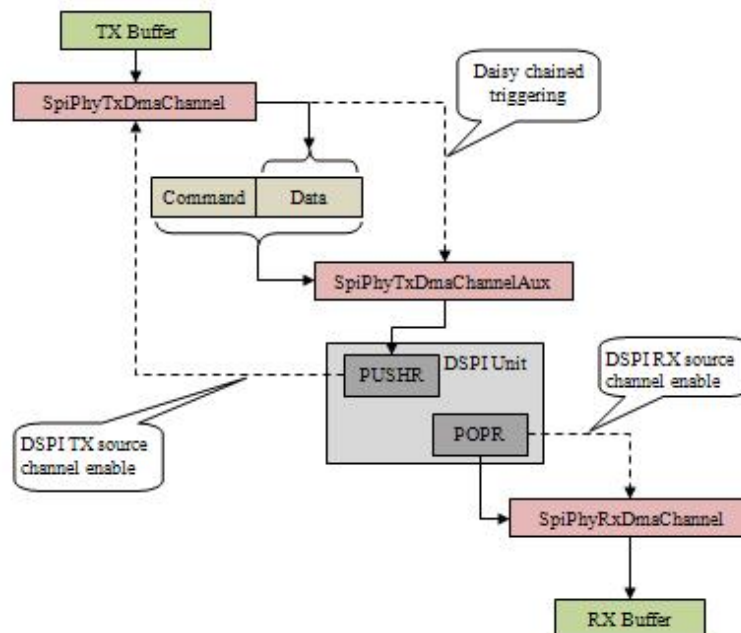 TX Buffer
SpiPhyTxDmaChannel
Daisy chained
triggering
Command
Data
SpiPhyTxDmaChannelAux
PUSHR
DSPI Unit
DSPI RX source
channel enable
DSPI TX source
channel enable
POPR
SpiPhyRxDmaChannel
RX Buffer